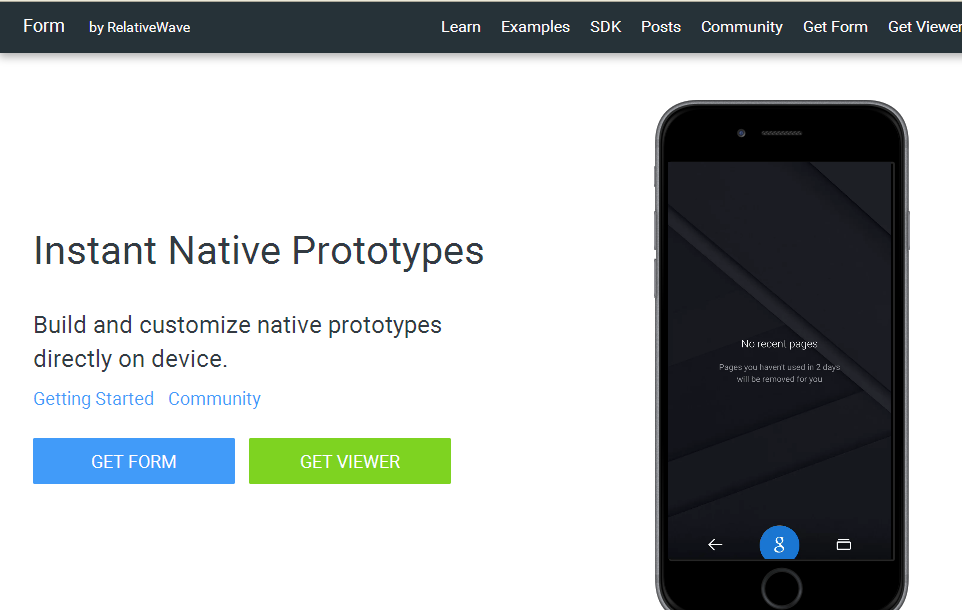 Form by RelativeWave Learn Examples SDK Posts Community Get Form Get Viewer
Instant Native Prototypes
Build and customize native prototypes
directly on device.
Getting Started Community
GET FORM GET VIEWER
No recent pages
Pages you haven't used in 2 days
will be removed for you
g